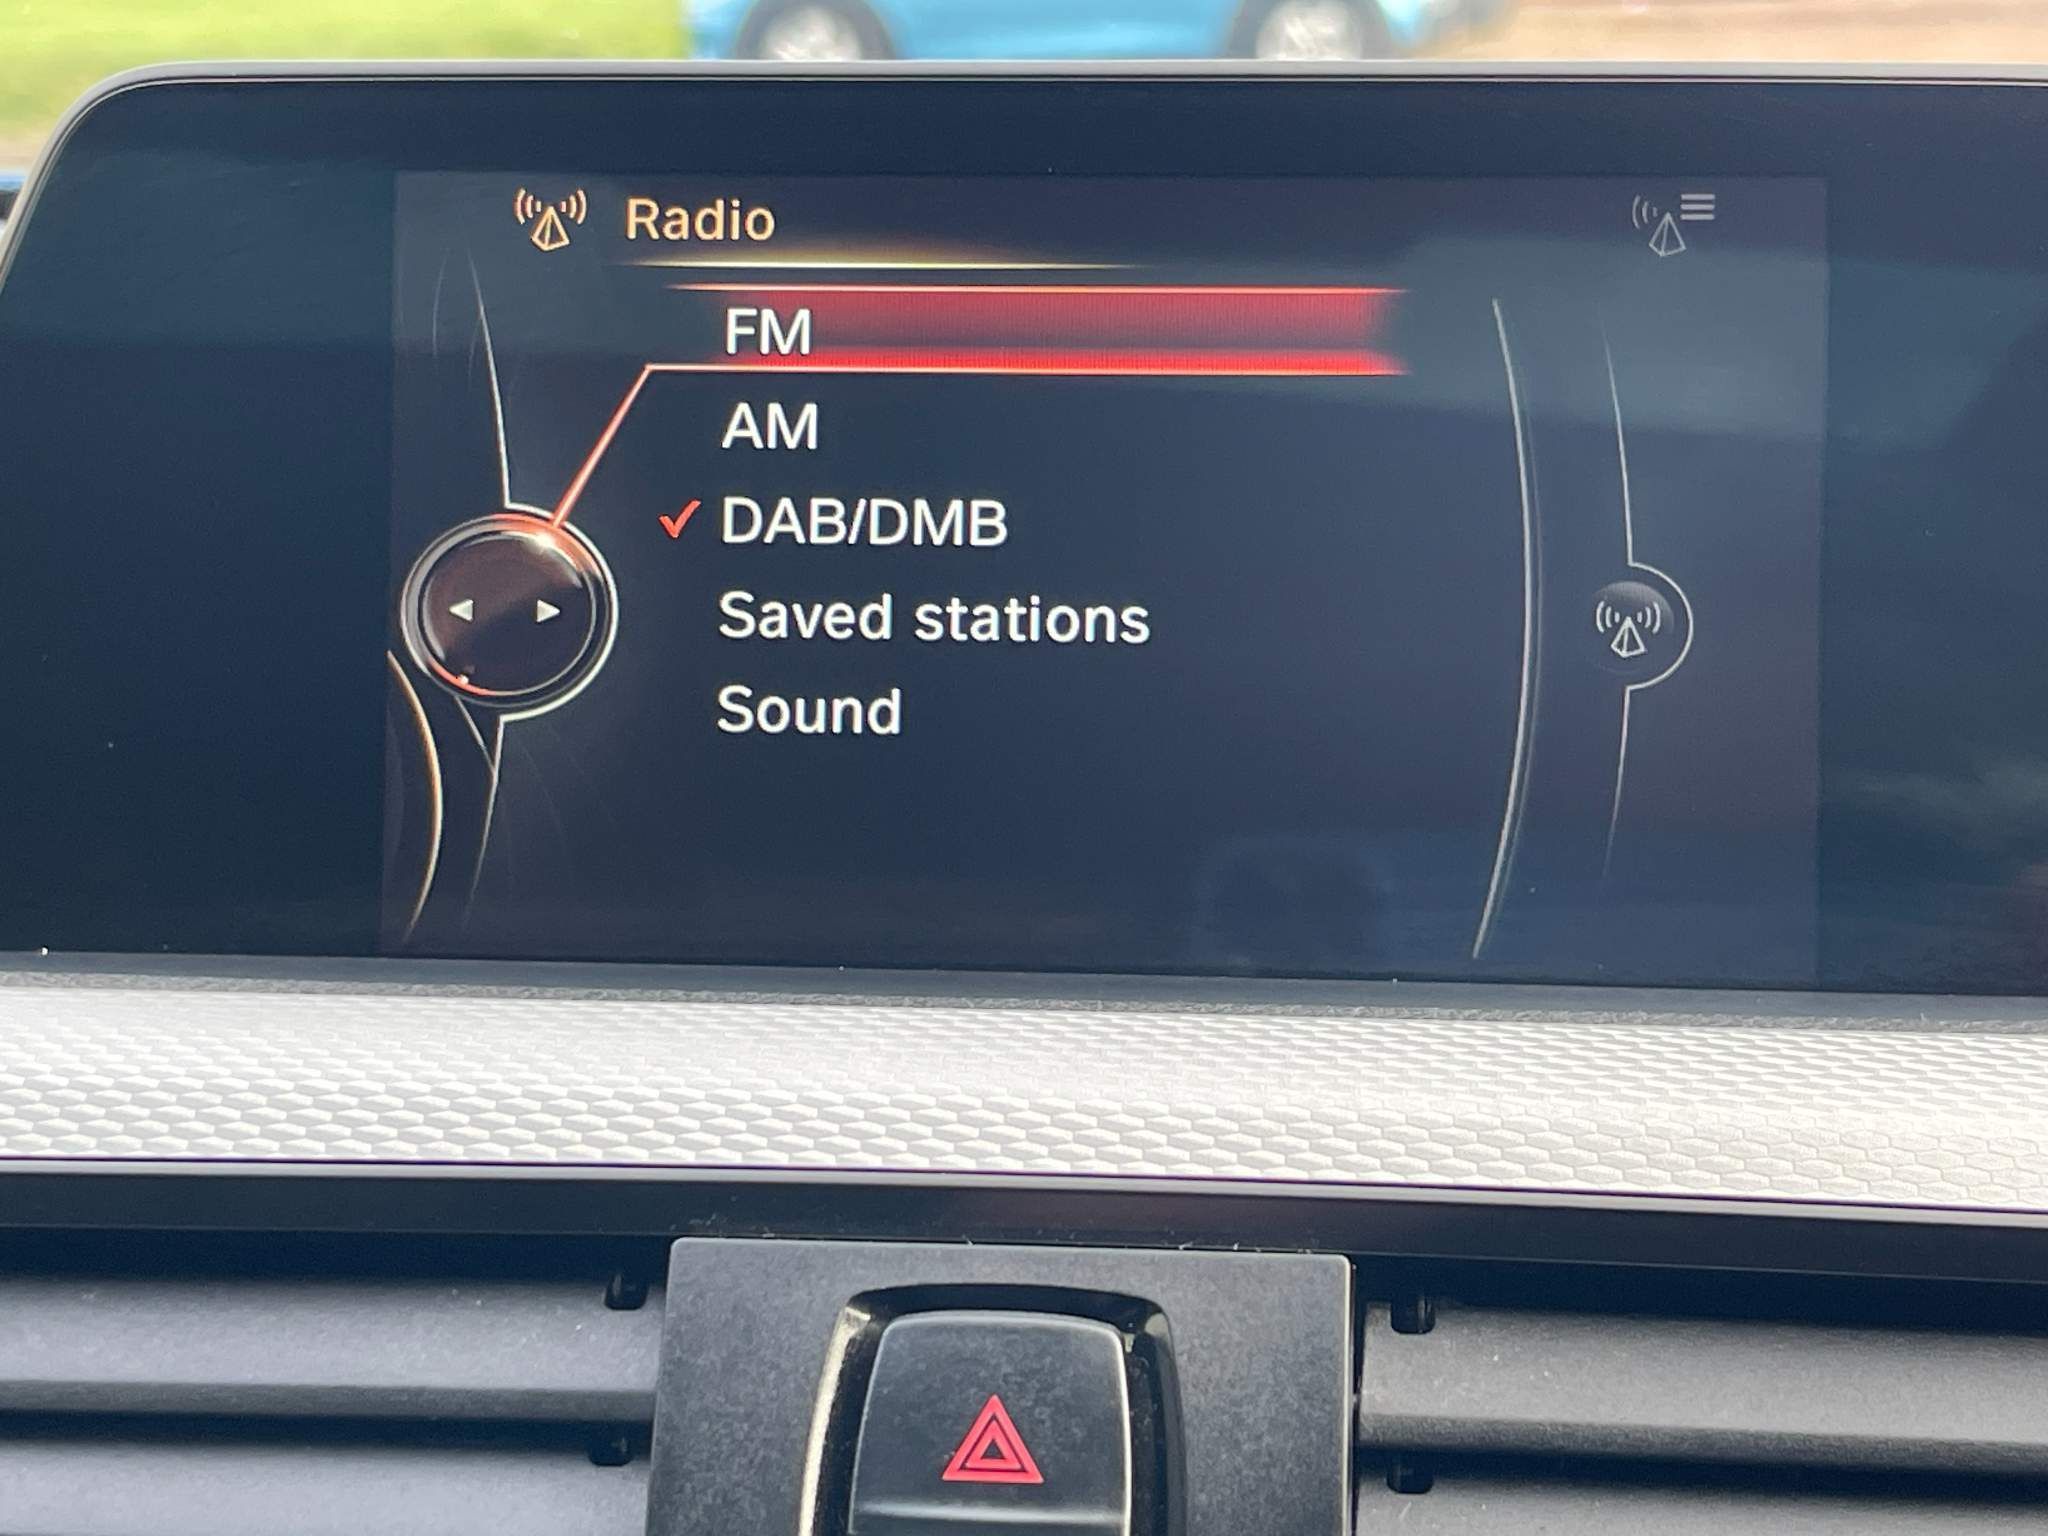 Radio
FM
AM
DAB/DMB
Saved stations
Sound